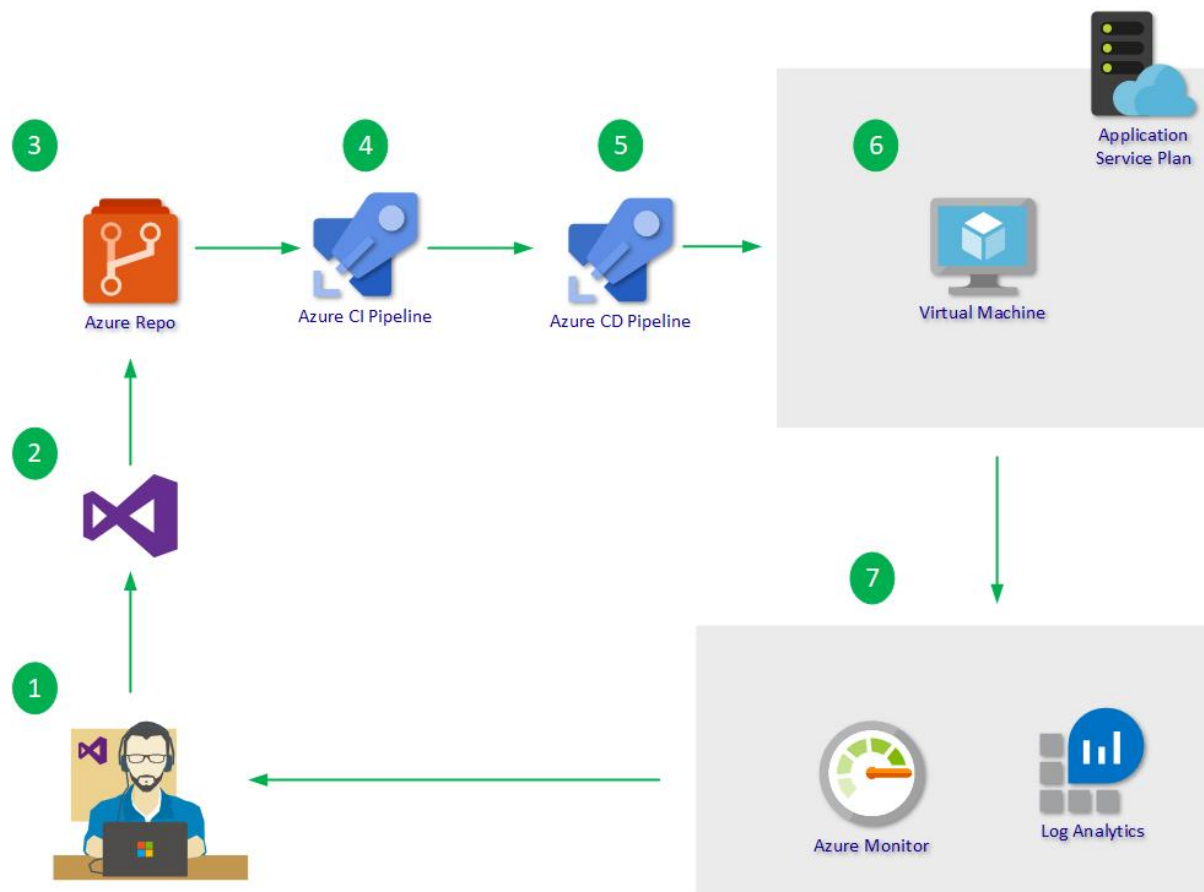 Application
Service Plan
3
4
5
6
Azure Repo
Azure CI Pipeline
Azure CD Pipeline
Virtual Machine
2
7
1
Azure Monitor
Log Analytics